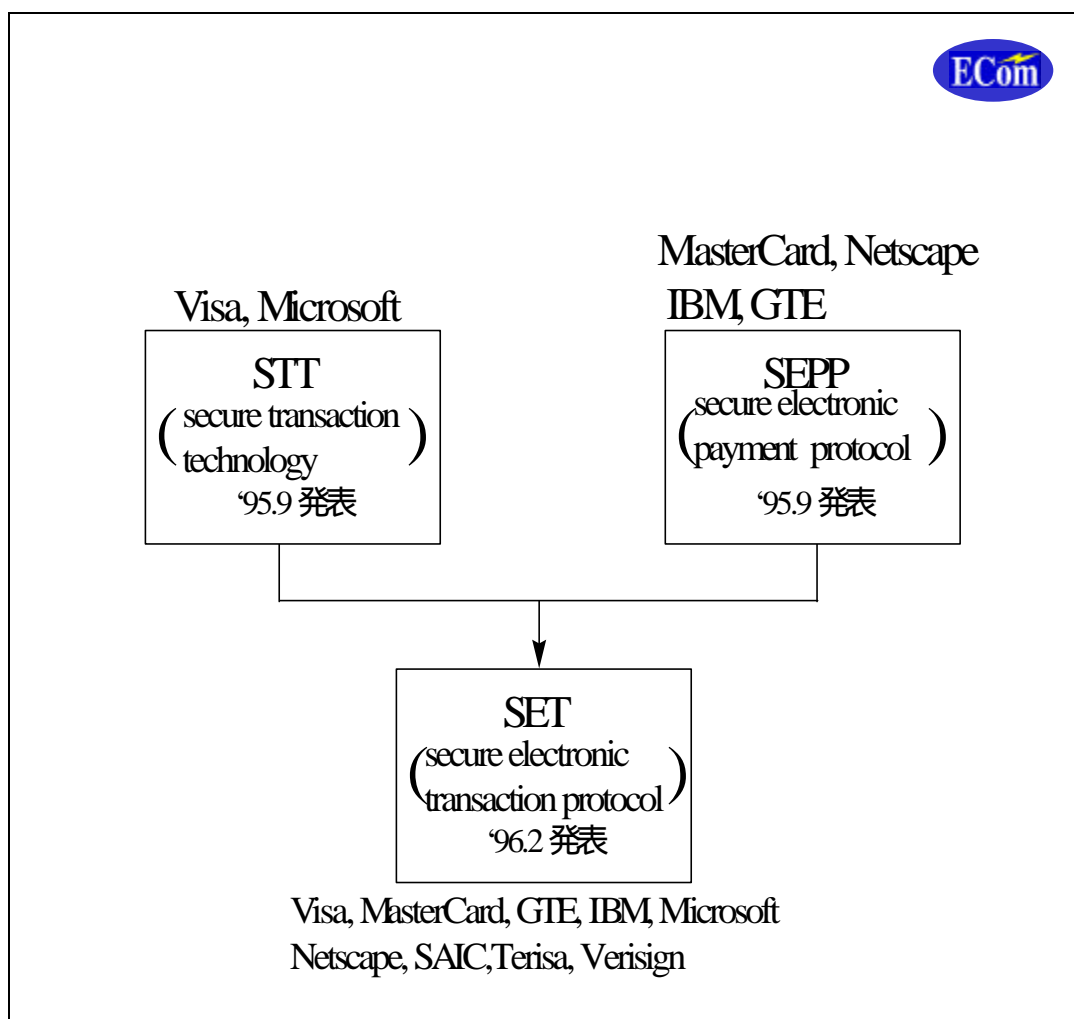 ECom
MasterCard, Netscape
IBM, GTE
Visa, Microsoft
STT
( secure transaction
technology )
‘95.9 発表
SEPP
( secure electronic
payment protocol )
‘95.9 発表
SET
( secure electronic
transaction protocol )
‘96.2 発表
Visa, MasterCard, GTE, IBM, Microsoft
Netscape, SAIC,Terisa, Verisign